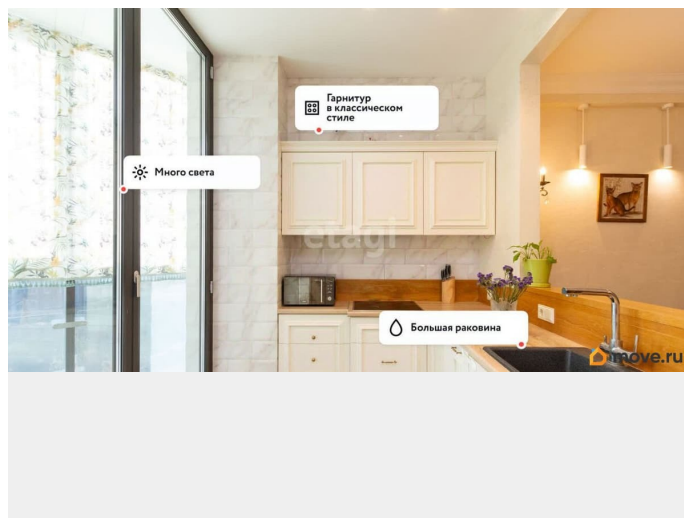 Гарнитур
в классическом
стиле
Много света
etagi
Большая раковина
move.ru